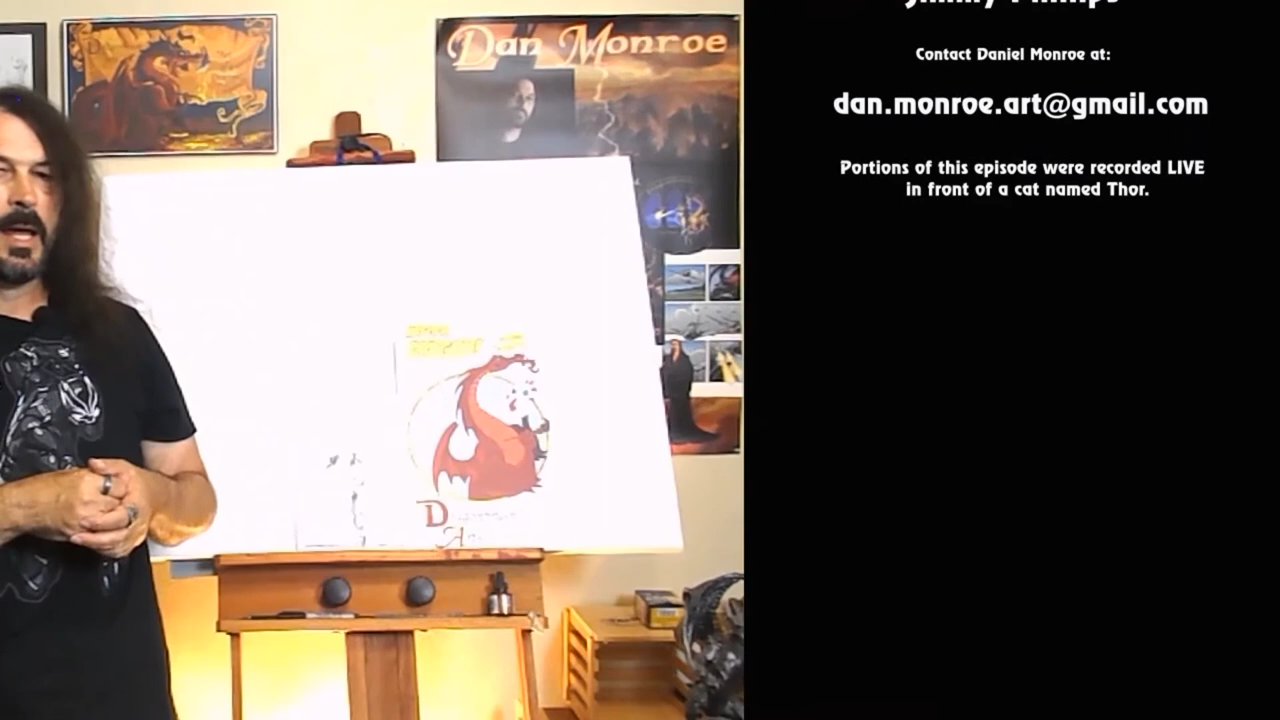 Dan Monroe
Contact Daniel Monroe at:
dan.monroe.art@gmail.com
Portions of this episode were recorded LIVE
in front of a cat named Thor.